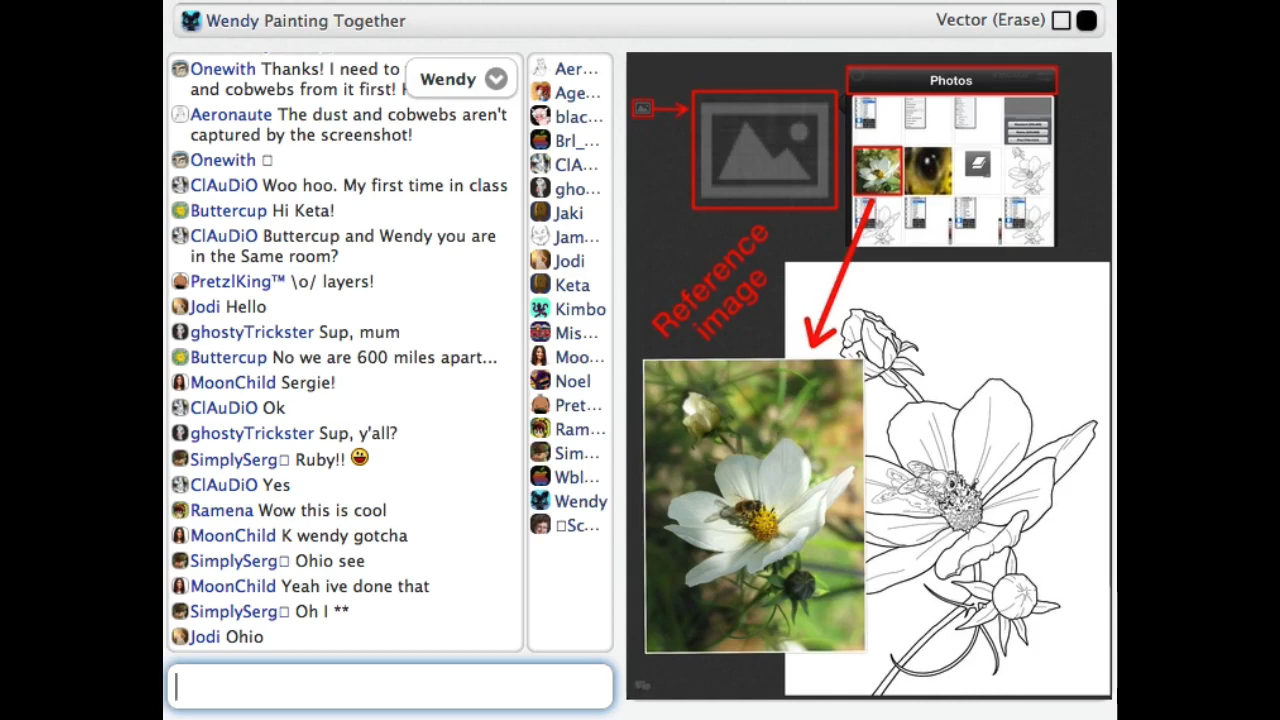 Wendy Painting Together
Vector (Erase)
Onewith Thanks! I need to
and cobwebs from it first!
Wendy
Aeronaute The dust and cobwebs aren't
captured by the screenshot!
Onewith
ClAuDiO Woo hoo. My first time in class
Buttercup Hi Keta!
ClAuDiO Buttercup and Wendy you are
in the Same room?
PretzlKing™ \o/ layers!
Jodi Hello
ghostyTrickster Sup, mum
Buttercup No we are 600 miles apart...
MoonChild Sergie!
ClAuDiO Ok
ghostyTrickster Sup, y'all?
SimplySerg Ruby!!
ClAuDiO Yes
Ramena Wow this is cool
MoonChild K wendy gotcha
SimplySerg Ohio see
MoonChild Yeah ive done that
SimplySerg Oh I **
Jodi Ohio
Aer...
Age...
blac...
Brl_...
ClA...
gho...
Jaki
Jam...
Jodi
Keta
Kimbo
Mis...
Moo...
Noel
Pret...
Ram...
Sim...
Wbl...
Wendy
Sc...
Photos
Reference
image